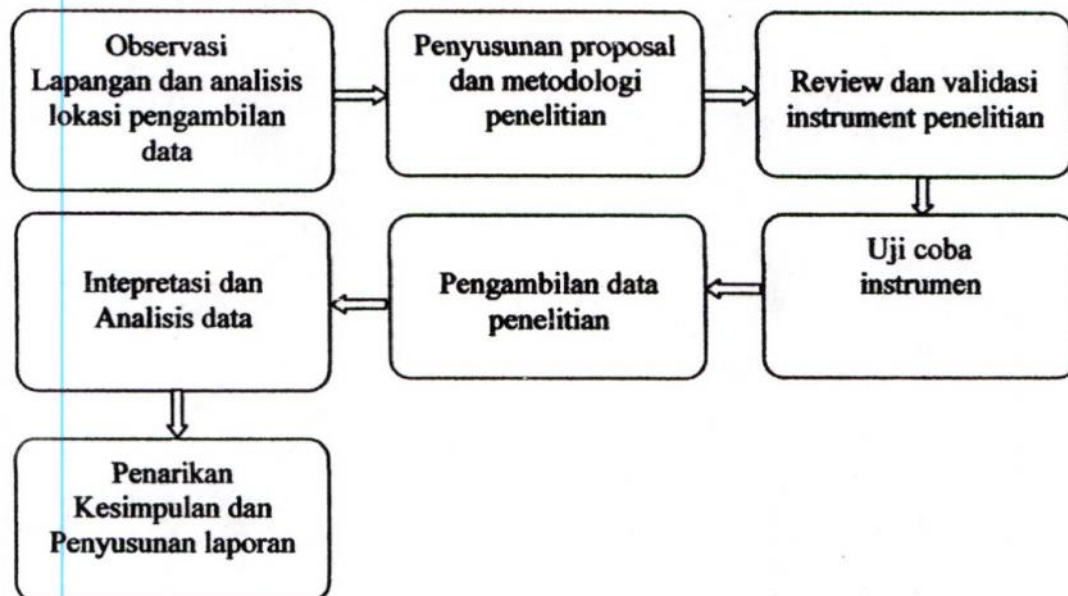 Observasi
Lapangan dan analisis
lokasi pengambilan
data
Penyusunan proposal
dan metodologi
penelitian
Review dan validasi
instrument penelitian
Uji coba
instrumen
Pengambilan data
penelitian
Intepretasi dan
Analisis data
Penarikan
Kesimpulan dan
Penyusunan laporan